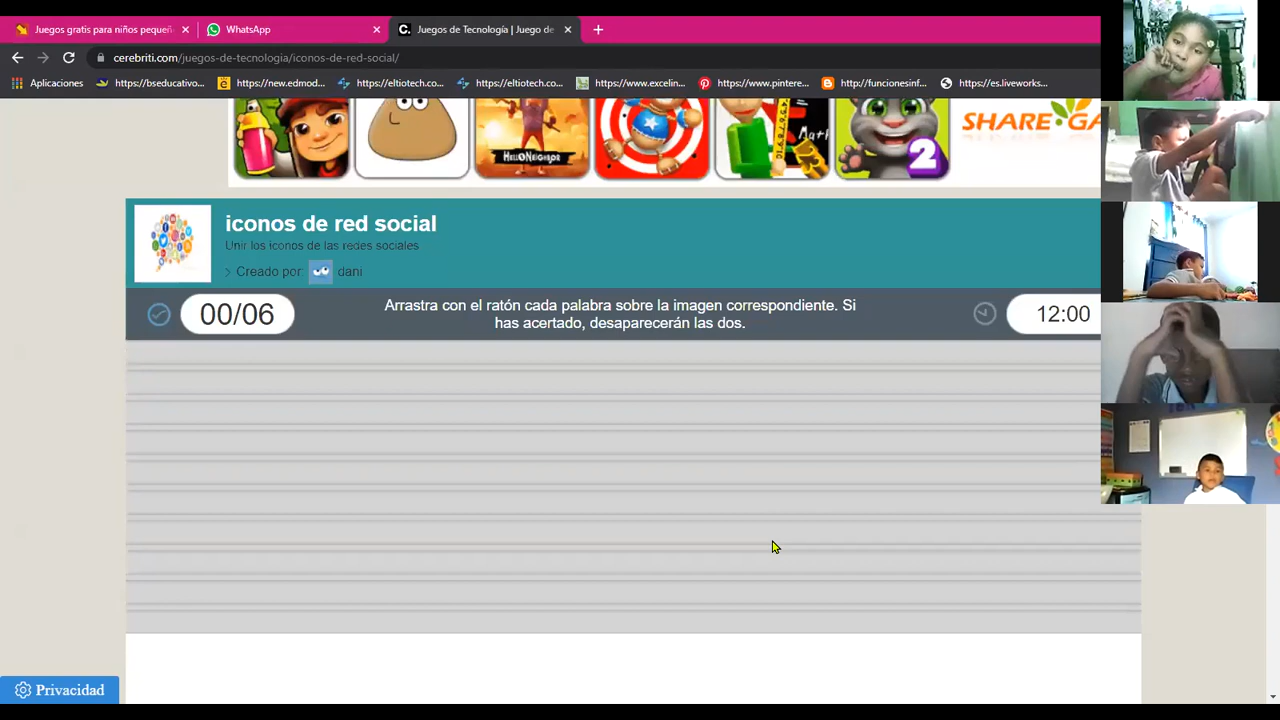 Juegos gratis para niños pequeñ
WhatsApp
Juegos de Tecnología | Juego de
cerebriti.com/juegos-de-tecnologia/iconos-de-red-social/
Aplicaciones
https://bseducativo...
https://new.edmod...
https://eltiotech.co...
https://eltiotech.co...
https://www.excelin...
https://www.pintere...
http://funcionesinf...
https://es.liveworks...
HELLO NEIGHBOR
Math
2
SHARE·GA
iconos de red social
Unir los iconos de las redes sociales
Creado por: dani
00/06
Arrastra con el ratón cada palabra sobre la imagen correspondiente. Si
has acertado, desaparecerán las dos.
12:00
Privacidad